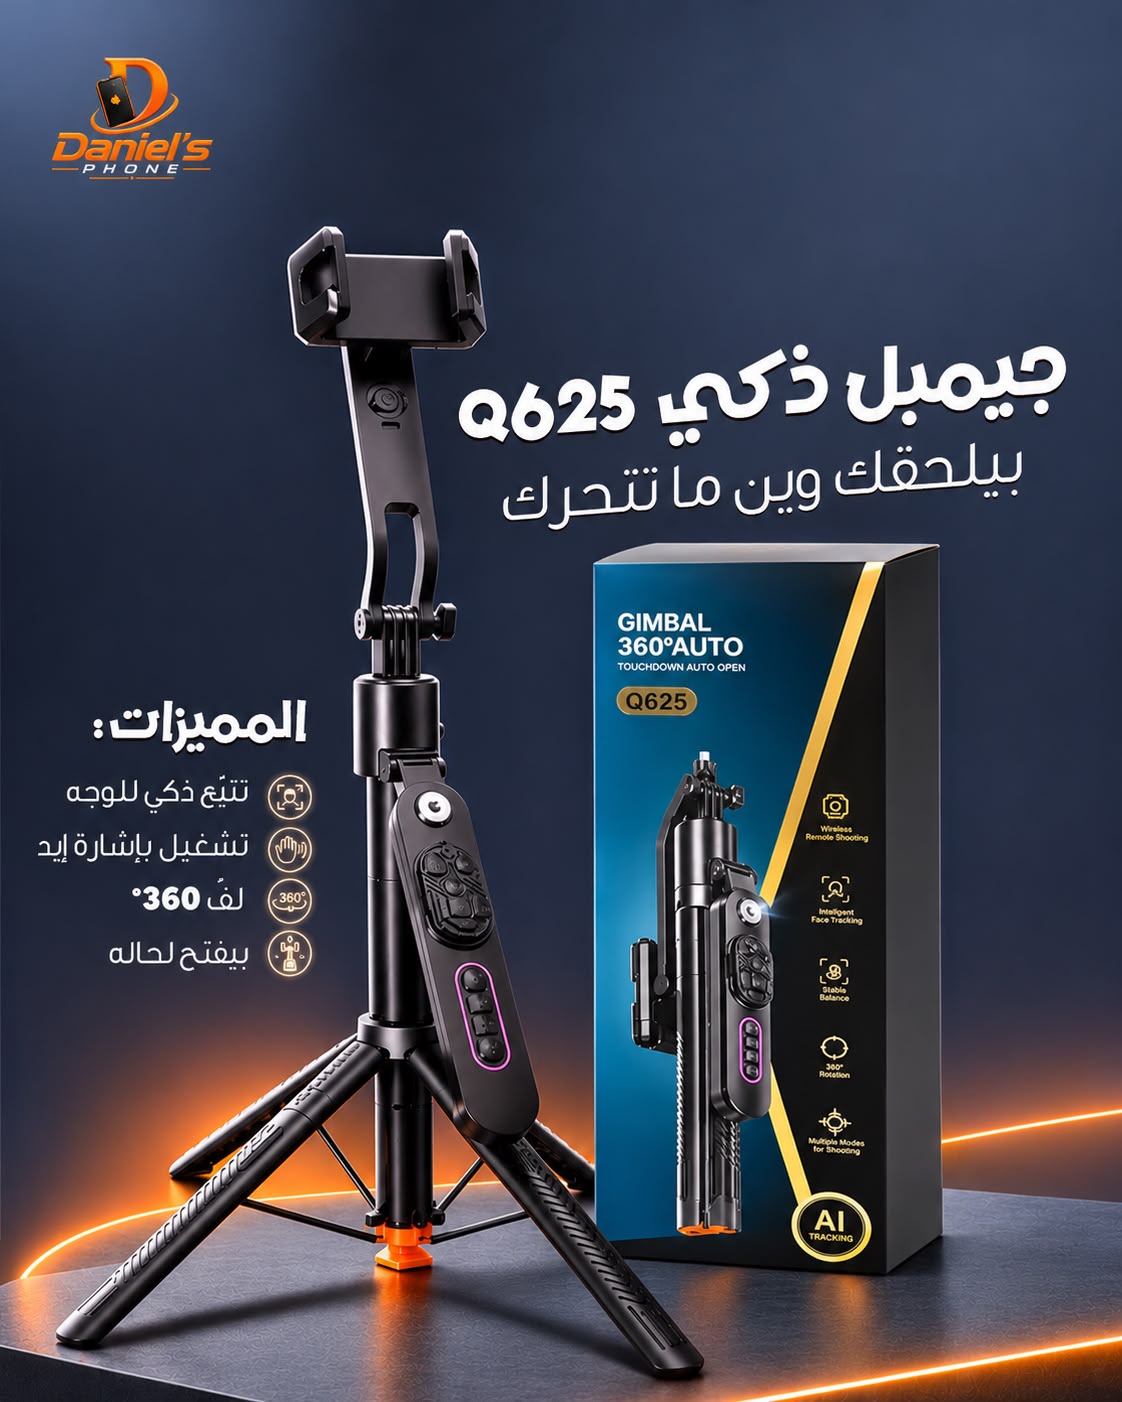 Daniel's
PHONE
جيمبل ذكي Q625
بيلحقك وين ما تتحرك
GIMBAL
360°AUTO
TOUCHDOWN AUTO OPEN
Q625
Wireless
Remote Shooting
Intelligent
Face Tracking
Stable
Balance
360°
Rotation
Multiple Modes
for Shooting
AI
TRACKING
المميزات:
تتبّع ذكي للوجه
تشغيل بإشارة إيد
360°
لفّ 360°
بيفتح لحاله